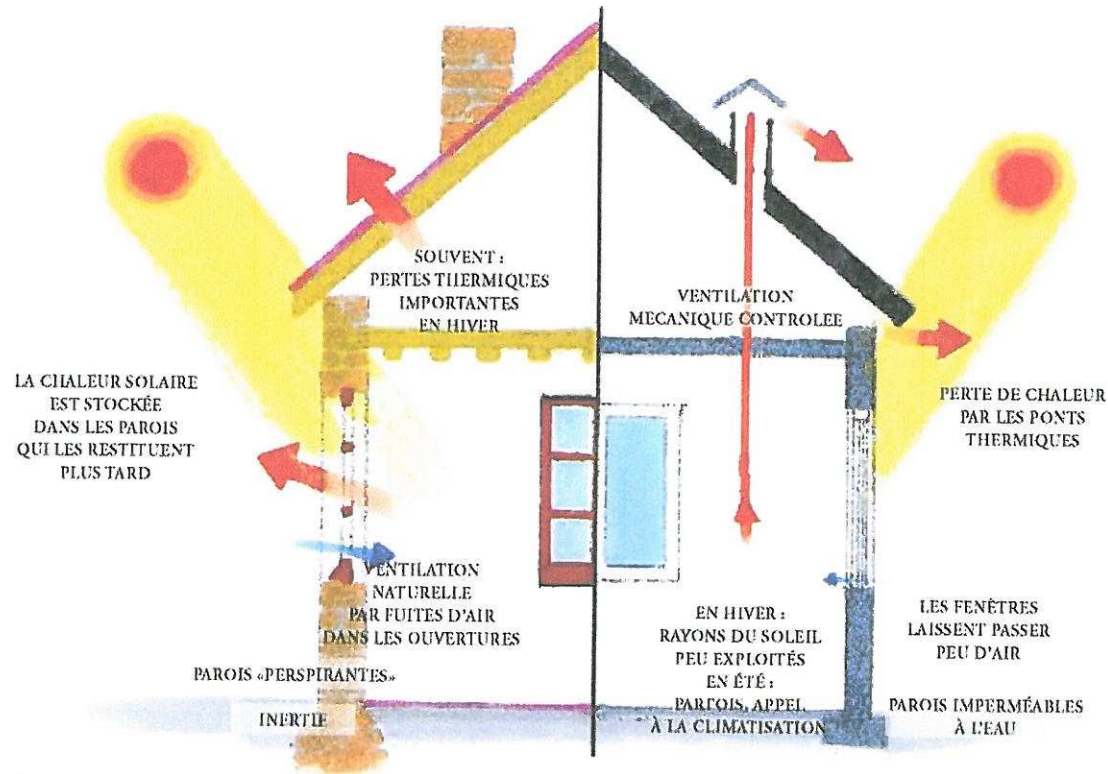 SOUVENT :
PERTES THERMIQUES
IMPORTANTES
EN HIVER
LA CHALEUR SOLAIRE
EST STOCKÉE
DANS LES PAROIS
QUI LES RESTITUENT
PLUS TARD
VENTILATION
NATURELLE
PAR FUITES D'AIR
DANS LES OUVERTURES
PAROIS «PERSPIRANTES»
INERTIE
VENTILATION
MECANIQUE CONTROLEE
PERTE DE CHALEUR
PAR LES PONTS
THERMIQUES
EN HIVER :
RAYONS DU SOLEIL
PEU EXPLOITÉS
EN ÉTÉ :
PARFOIS, APPEL
À LA CLIMATISATION
LES FENÊTRES
LAISSENT PASSER
PEU D'AIR
PAROIS IMPERMÉABLES
À L'EAU